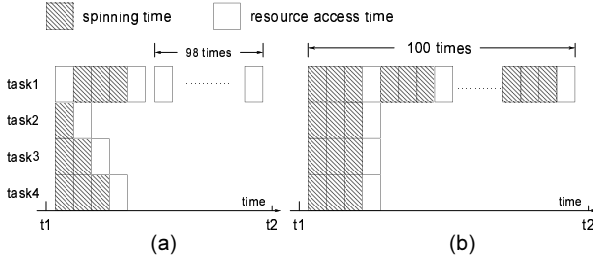 spinning time resource access time
98 times 100 times
task1
task2
task3
task4
time time
t1 t2 t1 t2
(a) (b)